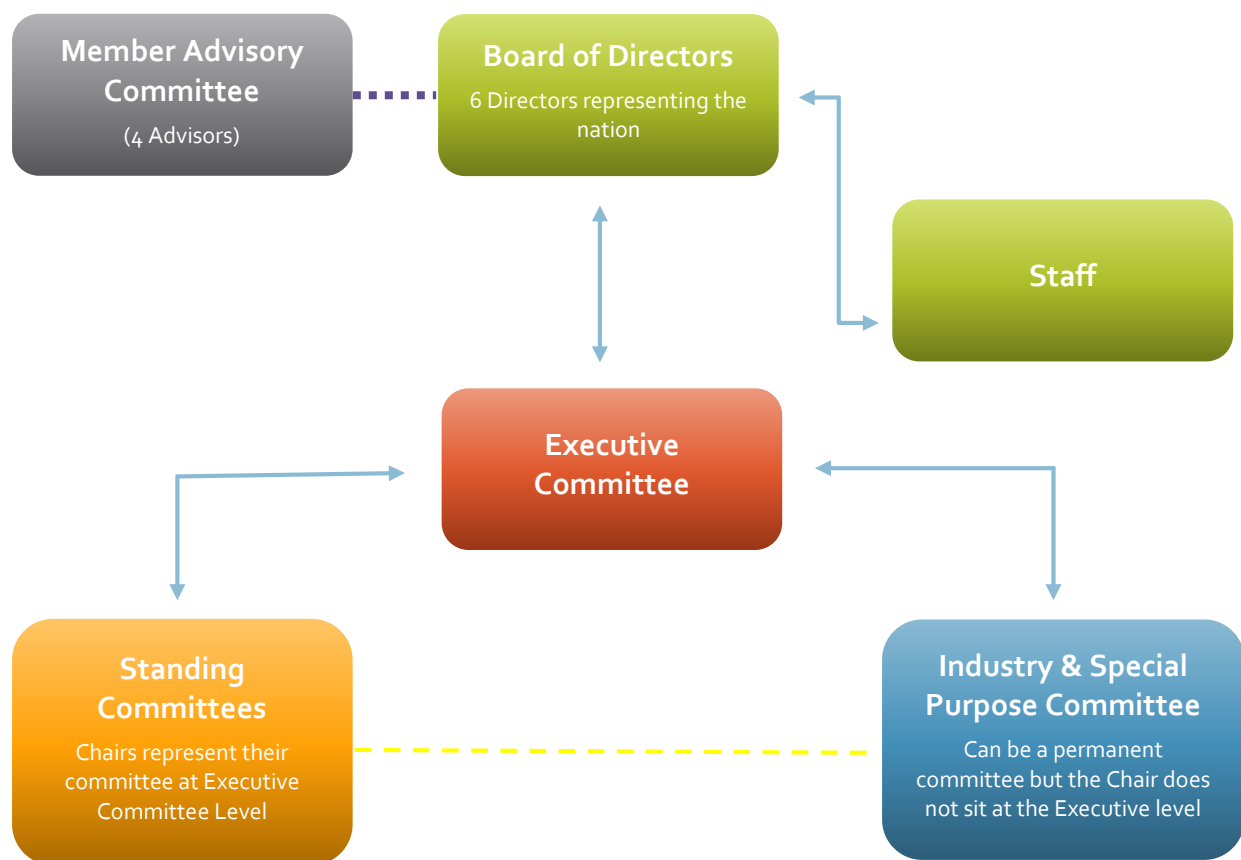 Member Advisory
Committee
(4 Advisors)
Board of Directors
6 Directors representing the
nation
Staff
Executive
Committee
Standing
Committees
Chairs represent their
committee at Executive
Committee Level
Industry & Special
Purpose Committee
Can be a permanent
committee but the Chair does
not sit at the Executive level